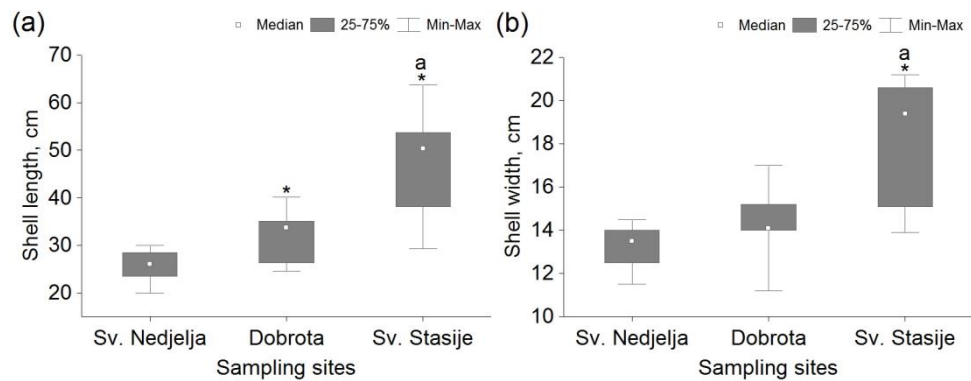 (a)
Median 25-75% Min-Max
70
60
50
40
30
20
Shell length, cm
*
a
*
Sv. Nedjelja Dobrota Sv. Stasije
Sampling sites
(b)
Median 25-75% Min-Max
22
20
18
16
14
12
10
Shell width, cm
a
*
Sv. Nedjelja Dobrota Sv. Stasije
Sampling sites